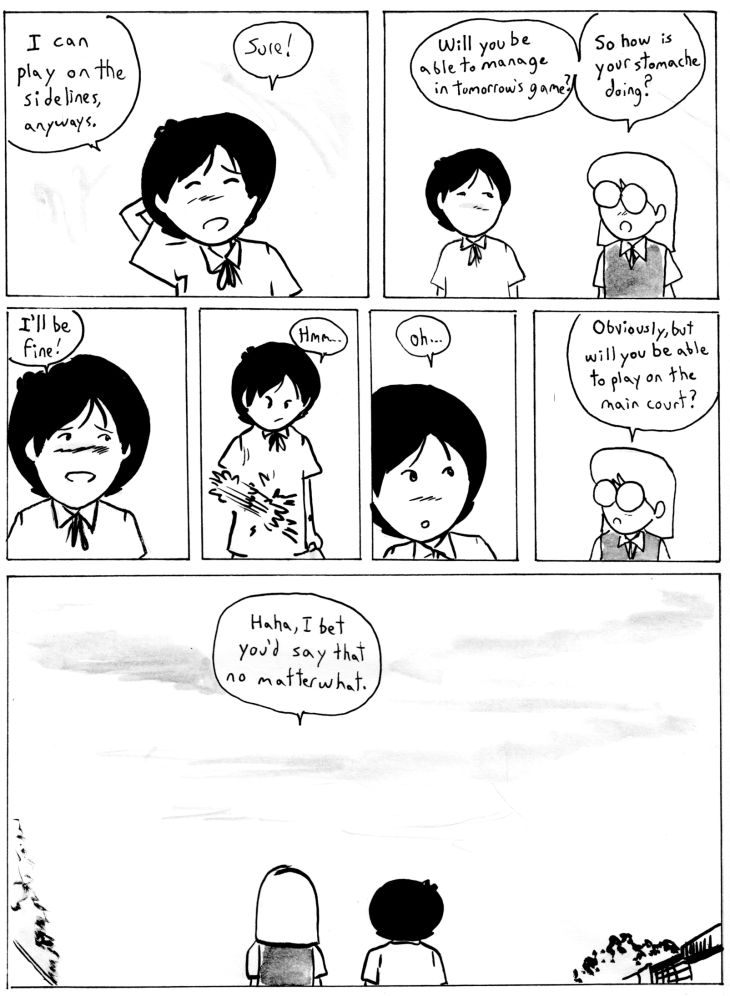 So how is
your stomache
doing?
Will you be
able to manage
in tomorrow's game?
Sure!
I can
play on the
sidelines,
anyways.
Obviously, but
will you be able
to play on the
main court?
Oh...
Hmm...
I'll be
fine!
Haha, I bet
you'd say that
no matter what.